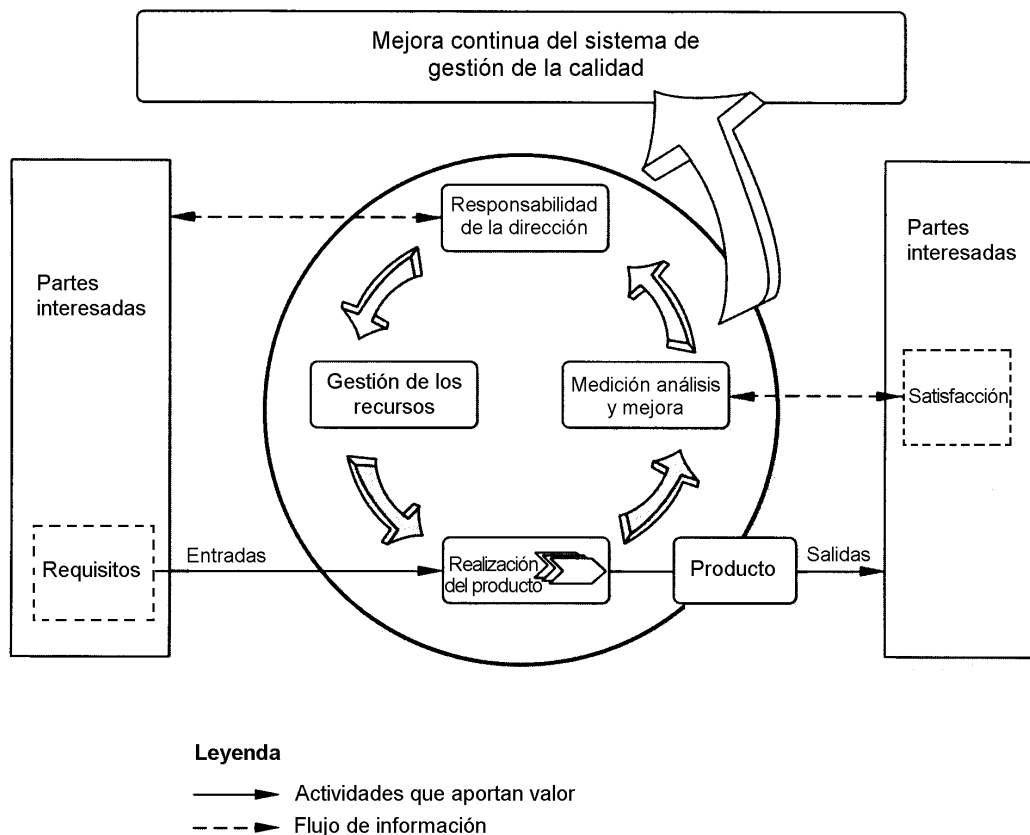 Mejora continua del sistema de
gestión de la calidad
Responsabilidad
de la dirección
Partes
interesadas
Partes
interesadas
Gestión de los
recursos
Medición análisis
y mejora
Satisfacción
Requisitos
Entradas
Realización
del producto
Producto
Salidas
Leyenda
Actividades que aportan valor
Flujo de información